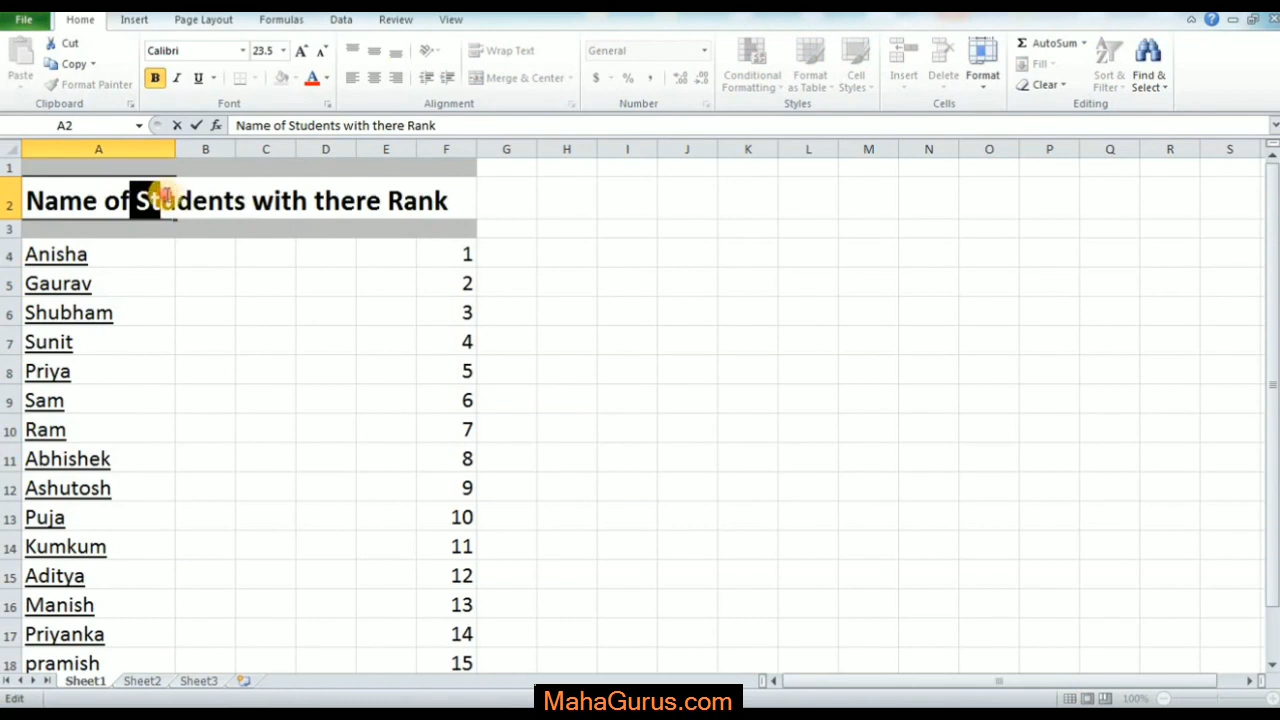 File Home Insert Page Layout Formulas Data Review View
Paste Cut Copy Format Painter Clipboard
Calibri 23.5 A A B I U A Font
Wrap Text Merge & Center Alignment
General $ % , Number
Conditional Formatting Format as Table Cell Styles Styles
Insert Delete Format Cells
Σ AutoSum Fill Clear Sort & Filter Find & Select Editing
A2 fx Name of Students with there Rank
A B C D E F G H I J K L M N O P Q R S
1
2 Name of Students with there Rank
3
4 Anisha 1
5 Gaurav 2
6 Shubham 3
7 Sunit 4
8 Priya 5
9 Sam 6
10 Ram 7
11 Abhishek 8
12 Ashutosh 9
13 Puja 10
14 Kumkum 11
15 Aditya 12
16 Manish 13
17 Priyanka 14
18 pramish 15
Sheet1 Sheet2 Sheet3
Edit 100%
MahaGurus.com